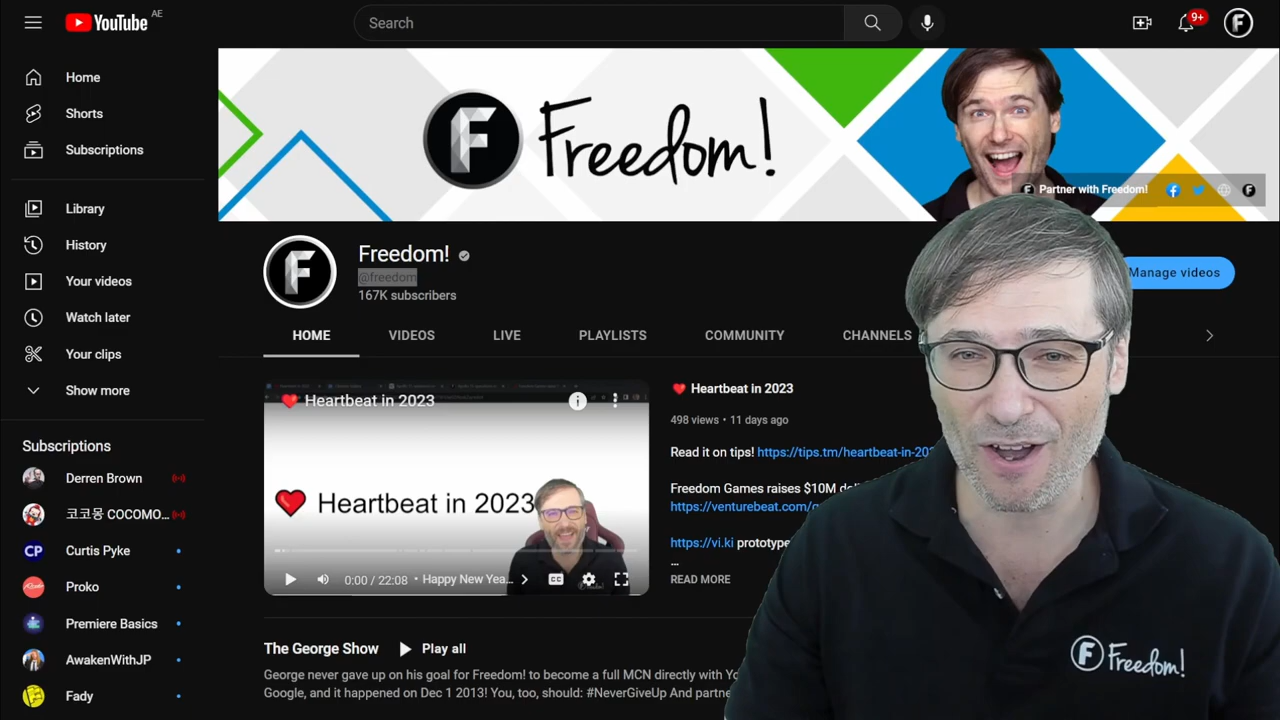 YouTube AE
Search
9+
Home
Shorts
Subscriptions
Library
History
Your videos
Watch later
Your clips
Show more
Subscriptions
Derren Brown
코코몽 COCOMO...
CP Curtis Pyke
Proko
Premiere Basics
AwakenWithJP
Fady
F Freedom!
Partner with Freedom!
F
Freedom!
@freedom
167K subscribers
Manage videos
HOME VIDEOS LIVE PLAYLISTS COMMUNITY CHANNELS
Heartbeat in 2023
Heartbeat in 2023
0:00 / 22:08 • Happy New Yea...
CC
Heartbeat in 2023
498 views • 11 days ago
Read it on tips! https://tips.tm/heartbeat-in-202
Freedom Games raises $10M
https://venturebeat.com/g
https://vi.ki prototype
...
READ MORE
The George Show Play all
George never gave up on his goal for Freedom! to become a full MCN directly with Yo
Google, and it happened on Dec 1 2013! You, too, should: #NeverGiveUp And partne
F Freedom!